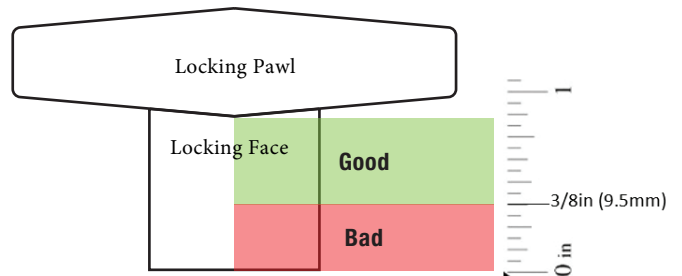 Locking Pawl
1
Locking Face
Good
3/8in (9.5mm)
Bad
0 in